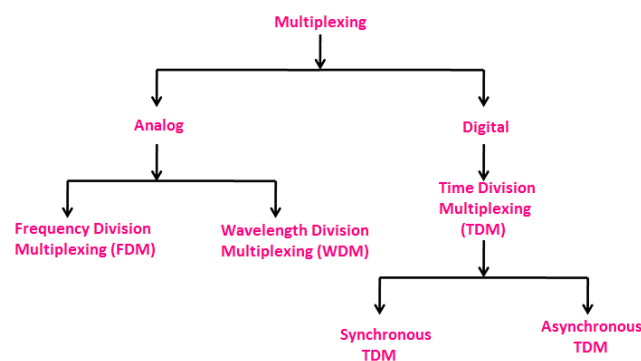 Multiplexing
Analog
Digital
Frequency Division
Multiplexing (FDM)
Wavelength Division
Multiplexing (WDM)
Time Division
Multiplexing
(TDM)
Synchronous
TDM
Asynchronous
TDM